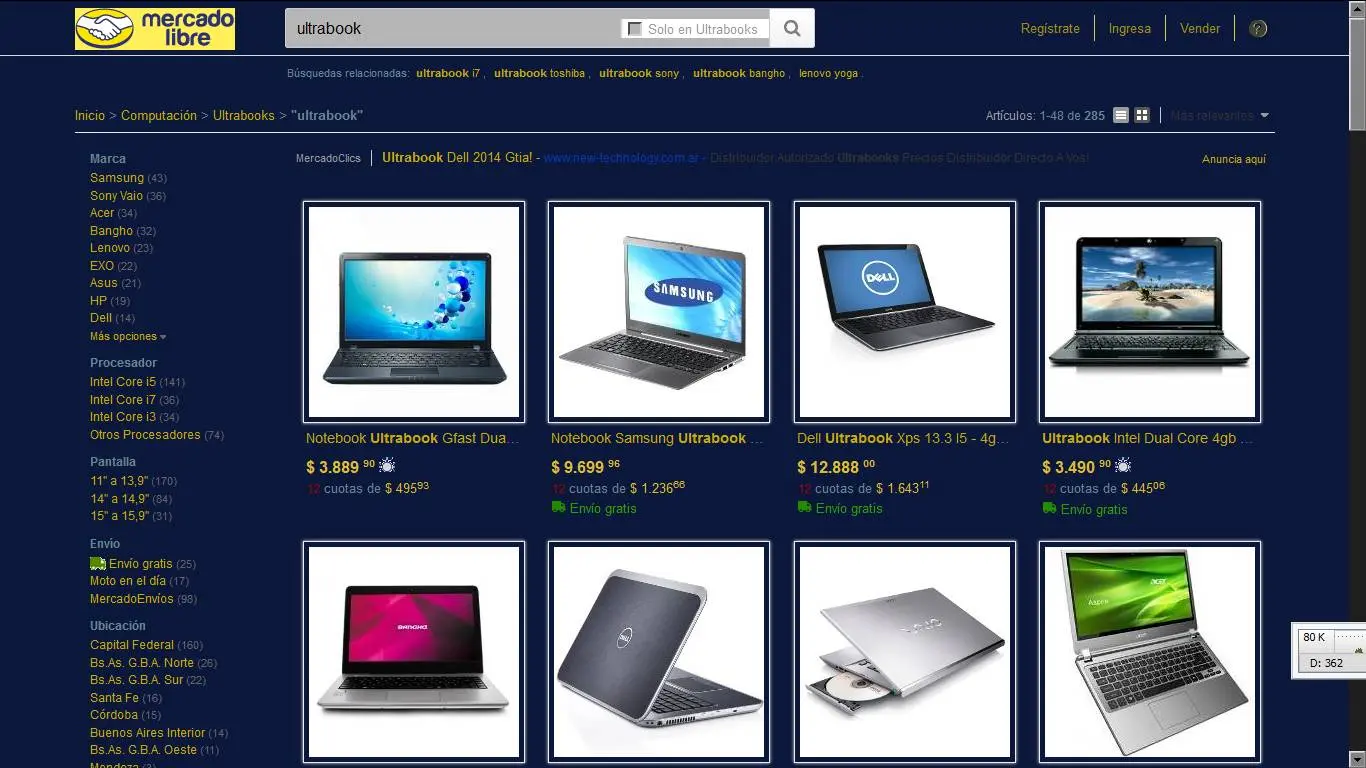 mercado
libre
ultrabook
Solo en Ultrabooks
Regístrate
Ingresa
Vender
?
Búsquedas relacionadas: ultrabook i7 , ultrabook toshiba , ultrabook sony , ultrabook bangho , lenovo yoga .
Inicio > Computación > Ultrabooks > "ultrabook"
Artículos: 1-48 de 285
Más relevantes
Marca
Samsung (43)
Sony Vaio (36)
Acer (34)
Bangho (32)
Lenovo (23)
EXO (22)
Asus (21)
HP (19)
Dell (14)
Más opciones
Procesador
Intel Core i5 (141)
Intel Core i7 (36)
Intel Core i3 (34)
Otros Procesadores (74)
Pantalla
11" a 13,9" (170)
14" a 14,9" (84)
15" a 15,9" (31)
Envio
Envío gratis (25)
Moto en el día (17)
MercadoEnvíos (98)
Ubicación
Capital Federal (160)
Bs.As. G.B.A. Norte (26)
Bs.As. G.B.A. Sur (22)
Santa Fe (16)
Córdoba (15)
Buenos Aires Interior (14)
Bs.As. G.B.A. Oeste (11)
Mendoza (3)
MercadoClics
Ultrabook Dell 2014 Gtia! - www.new-technology.com.ar - Distribuidor Autorizado Ultrabooks Precios Distribuidor Directo A Vos!
Anuncia aquí
SAMSUNG
DELL
Notebook Ultrabook Gfast Dua...
$ 3.889 90
12 cuotas de $ 495 93
Notebook Samsung Ultrabook ...
$ 9.699 96
12 cuotas de $ 1.236 66
Envío gratis
Dell Ultrabook Xps 13.3 I5 - 4g...
$ 12.888 00
12 cuotas de $ 1.643 11
Envío gratis
Ultrabook Intel Dual Core 4gb ...
$ 3.490 90
12 cuotas de $ 445 06
Envío gratis
BANGHO
DELL
VAIO
acer
Aspire
80 K
D: 362